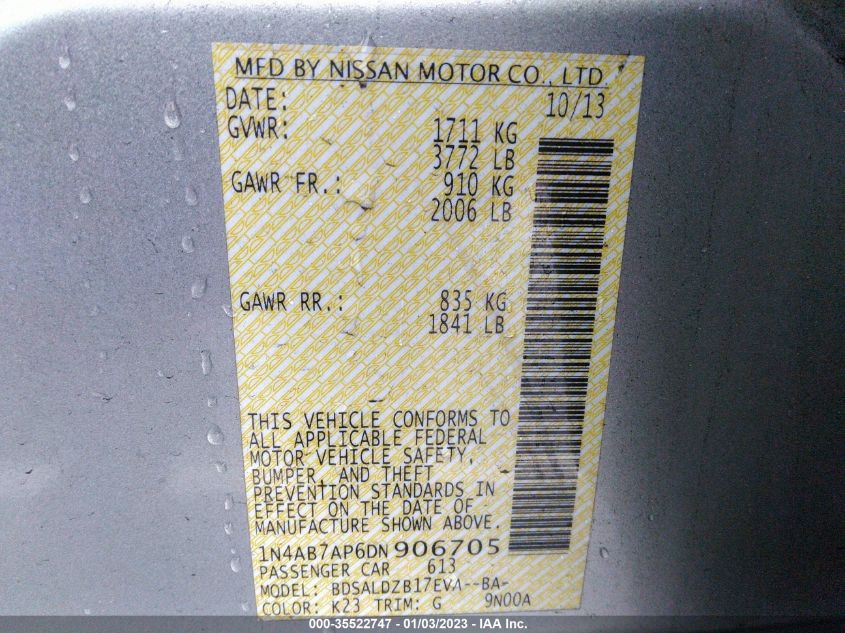 MFD BY NISSAN MOTOR CO., LTD.
DATE: 10/13
GVWR: 1711 KG
3772 LB
GAWR FR.: 910 KG
2006 LB
GAWR RR.: 835 KG
1841 LB
THIS VEHICLE CONFORMS TO
ALL APPLICABLE FEDERAL
MOTOR VEHICLE SAFETY,
BUMPER, AND THEFT
PREVENTION STANDARDS IN
EFFECT ON THE DATE OF
MANUFACTURE SHOWN ABOVE.
1N4AB7AP6DN 906705
PASSENGER CAR 613
MODEL: BDSALDZB17EVA--BA-
COLOR: K23 TRIM: G 9N00A
000-35522747 - 01/03/2023 - IAA Inc.